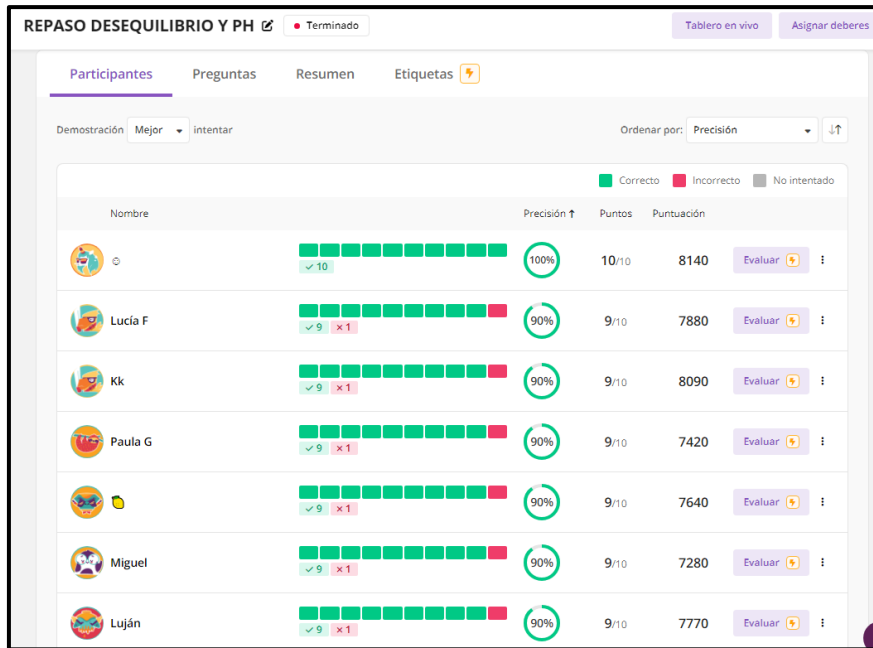 REPASO DESEQUILIBRIO Y PH Terminado Tablero en vivo Asignar deberes
Participantes Preguntas Resumen Etiquetas
Demostración Mejor intentar Ordenar por: Precisión
Correcto Incorrecto No intentado
Nombre Precisión ↑ Puntos Puntuación
☺ ✓ 10 100% 10/10 8140 Evaluar
Lucía F ✓ 9 × 1 90% 9/10 7880 Evaluar
Kk ✓ 9 × 1 90% 9/10 8090 Evaluar
Paula G ✓ 9 × 1 90% 9/10 7420 Evaluar
🍋 ✓ 9 × 1 90% 9/10 7640 Evaluar
Miguel ✓ 9 × 1 90% 9/10 7280 Evaluar
Luján ✓ 9 × 1 90% 9/10 7770 Evaluar